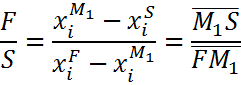 F/S = (x_i^{M_1} − x_i^S)/(x_i^F − x_i^{M_1}) = \overline{M_1S}/\overline{FM_1}